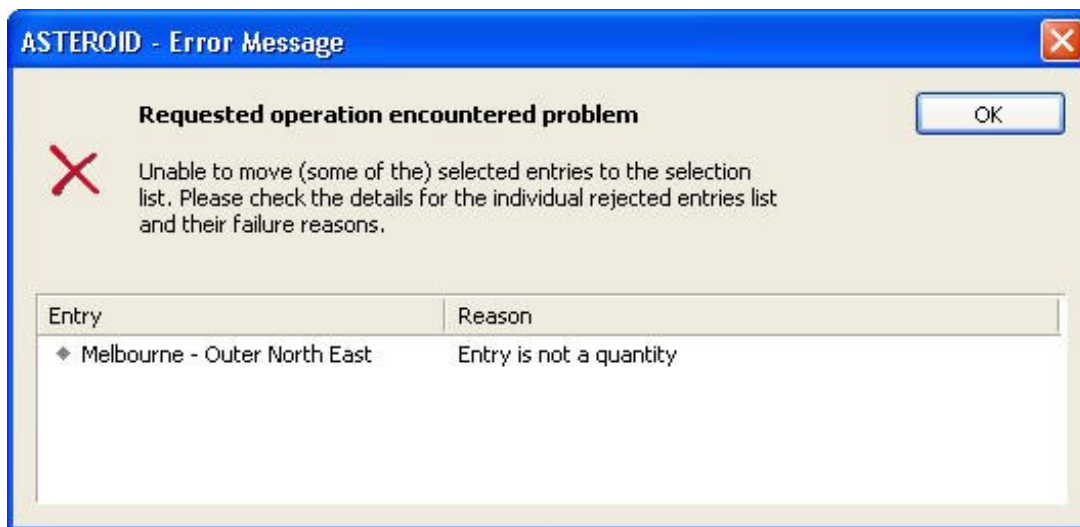 ASTEROID - Error Message
Requested operation encountered problem
OK
Unable to move (some of the) selected entries to the selection
list. Please check the details for the individual rejected entries list
and their failure reasons.
Entry Reason
Melbourne - Outer North East Entry is not a quantity